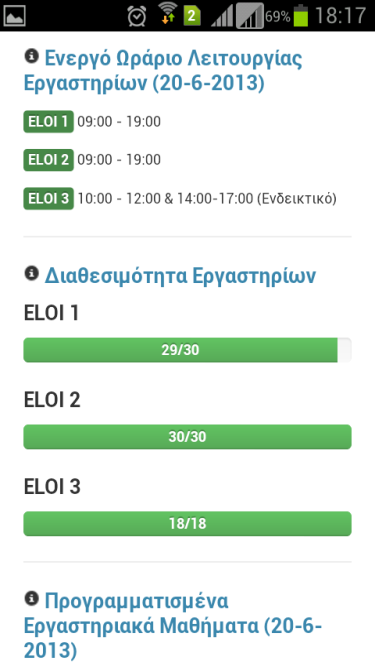 2 69% 18:17
Ενεργό Ωράριο Λειτουργίας
Εργαστηρίων (20-6-2013)
ELOI 1 09:00 - 19:00
ELOI 2 09:00 - 19:00
ELOI 3 10:00 - 12:00 & 14:00-17:00 (Ενδεικτικό)
Διαθεσιμότητα Εργαστηρίων
ELOI 1
29/30
ELOI 2
30/30
ELOI 3
18/18
Προγραμματισμένα
Εργαστηριακά Μαθήματα (20-6-
2013)